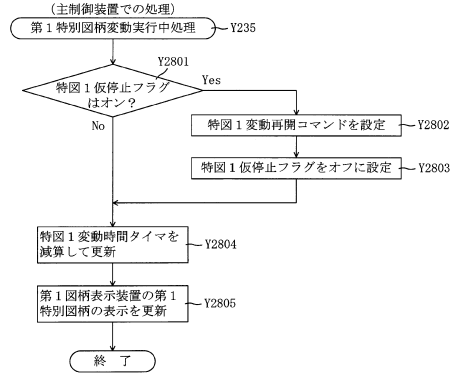 (主制御装置での処理)
第1特別図柄変動実行中処理
Y235
特図1仮停止フラグ
はオン?
Y2801
Yes
No
特図1変動再開コマンドを設定
Y2802
特図1仮停止フラグをオフに設定
Y2803
特図1変動時間タイマを
減算して更新
Y2804
第1図柄表示装置の第1
特別図柄の表示を更新
Y2805
終 了